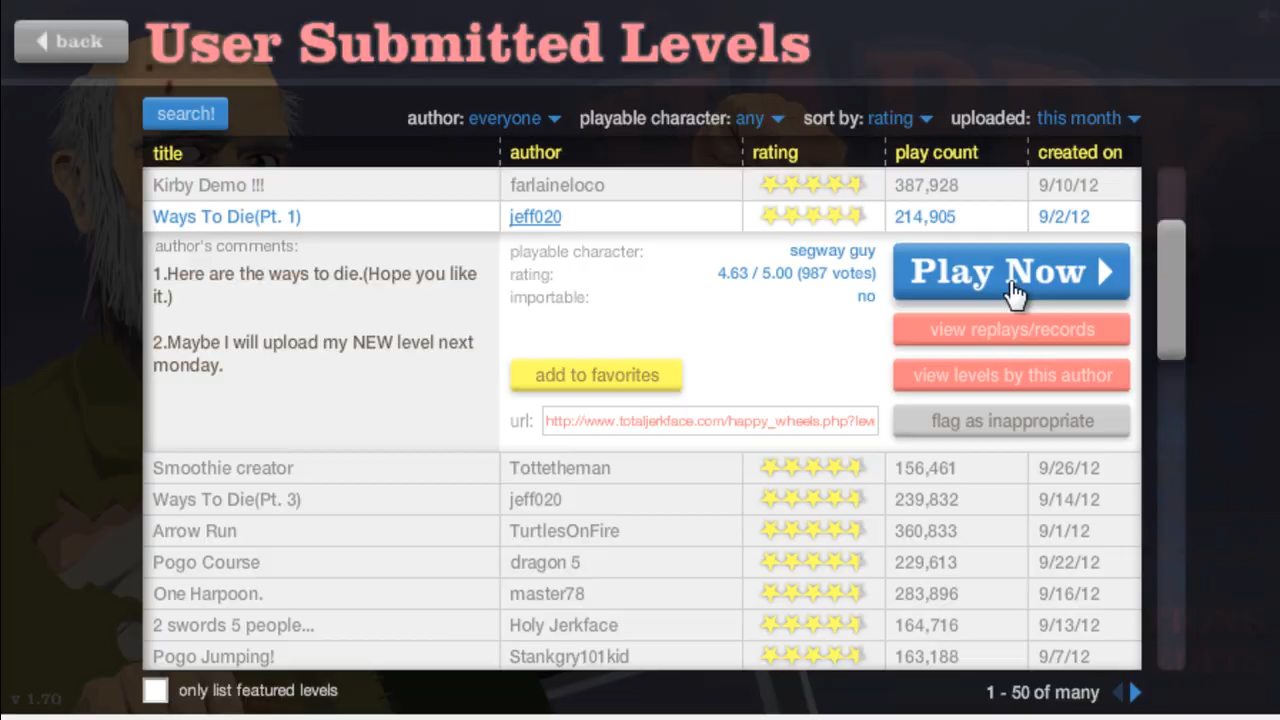 back
User Submitted Levels
search!
author: everyone
playable character: any
sort by: rating
uploaded: this month
title author rating play count created on
Kirby Demo !!! farlaineloco 387,928 9/10/12
Ways To Die(Pt. 1) jeff020 214,905 9/2/12
author's comments:
1.Here are the ways to die.(Hope you like
it.)
2.Maybe I will upload my NEW level next
monday.
playable character: segway guy
rating: 4.63 / 5.00 (987 votes)
importable: no
add to favorites
url: http://www.totaljerkface.com/happy_wheels.php?lev
Play Now
view replays/records
view levels by this author
flag as inappropriate
Smoothie creator Tottetheman 156,461 9/26/12
Ways To Die(Pt. 3) jeff020 239,832 9/14/12
Arrow Run TurtlesOnFire 360,833 9/1/12
Pogo Course dragon 5 229,613 9/22/12
One Harpoon. master78 283,896 9/16/12
2 swords 5 people... Holy Jerkface 164,716 9/13/12
Pogo Jumping! Stankgry101kid 163,188 9/7/12
only list featured levels
1 - 50 of many
v 1.70